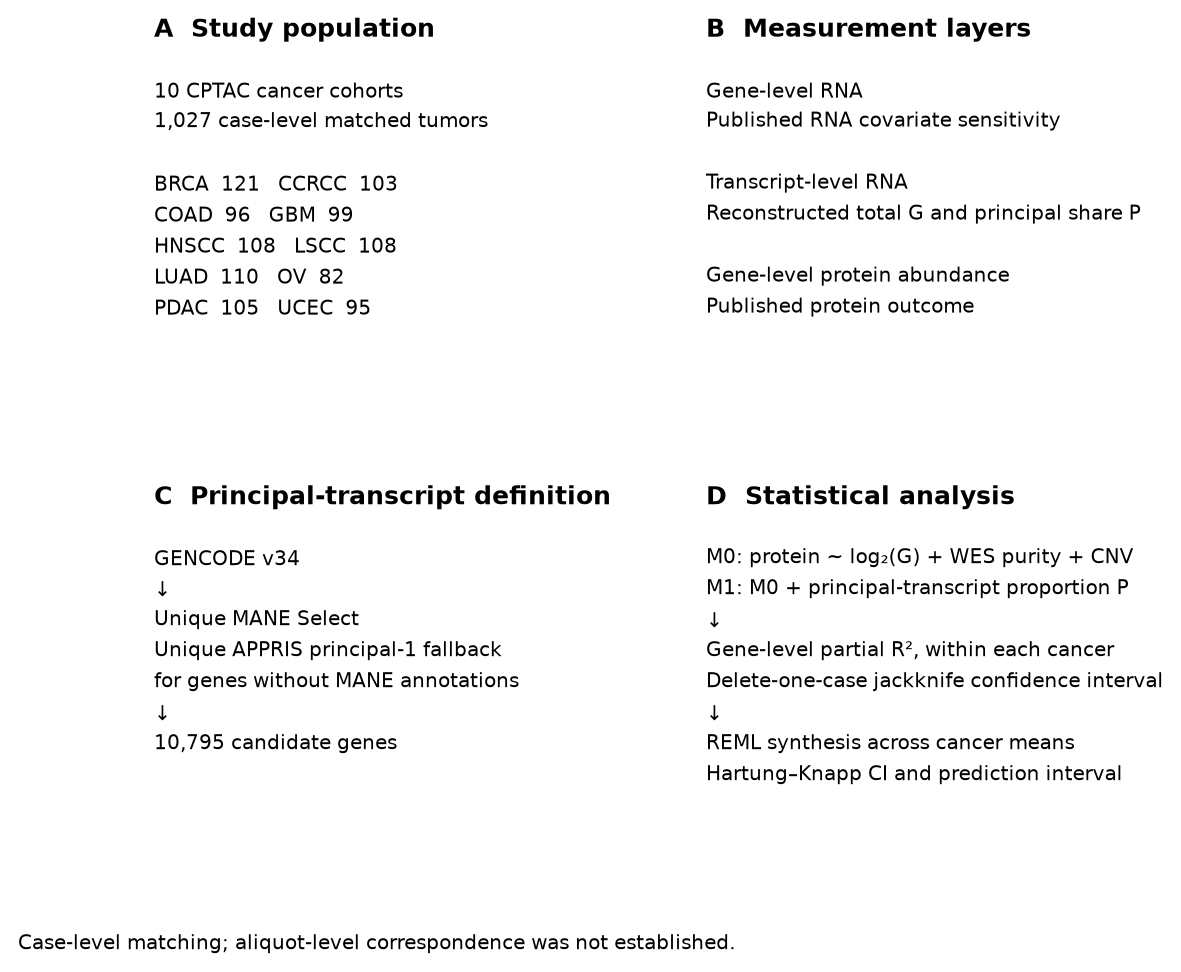 A  Study population
10 CPTAC cancer cohorts
1,027 case-level matched tumors
BRCA  121   CCRCC  103
COAD  96   GBM  99
HNSCC  108   LSCC  108
LUAD  110   OV  82
PDAC  105   UCEC  95
B  Measurement layers
Gene-level RNA
Published RNA covariate sensitivity
Transcript-level RNA
Reconstructed total G and principal share P
Gene-level protein abundance
Published protein outcome
C  Principal-transcript definition
GENCODE v34
↓
Unique MANE Select
Unique APPRIS principal-1 fallback
for genes without MANE annotations
↓
10,795 candidate genes
D  Statistical analysis
M0: protein ~ log₂(G) + WES purity + CNV
M1: M0 + principal-transcript proportion P
↓
Gene-level partial R², within each cancer
Delete-one-case jackknife confidence interval
↓
REML synthesis across cancer means
Hartung–Knapp CI and prediction interval
Case-level matching; aliquot-level correspondence was not established.